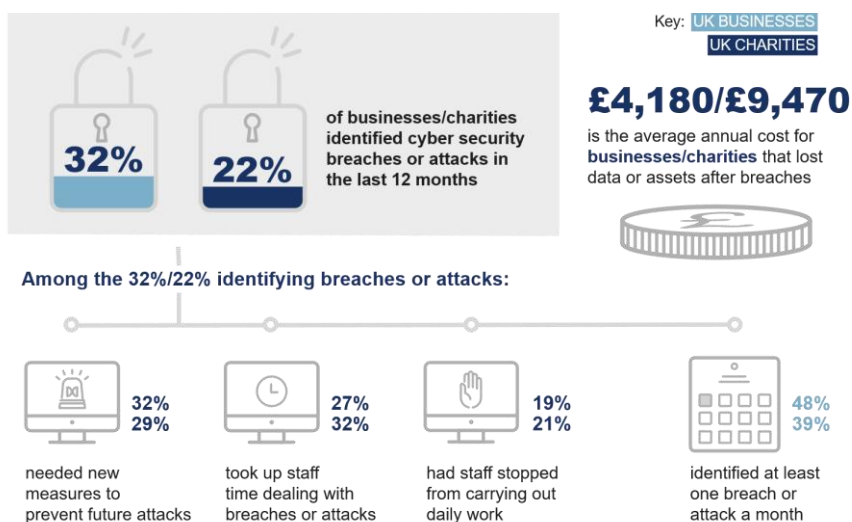 Key: UK BUSINESSES
UK CHARITIES
32%
22%
of businesses/charities
identified cyber security
breaches or attacks in
the last 12 months
£4,180/£9,470
is the average annual cost for
businesses/charities that lost
data or assets after breaches
£
Among the 32%/22% identifying breaches or attacks:
32%
29%
needed new
measures to
prevent future attacks
27%
32%
took up staff
time dealing with
breaches or attacks
19%
21%
had staff stopped
from carrying out
daily work
48%
39%
identified at least
one breach or
attack a month